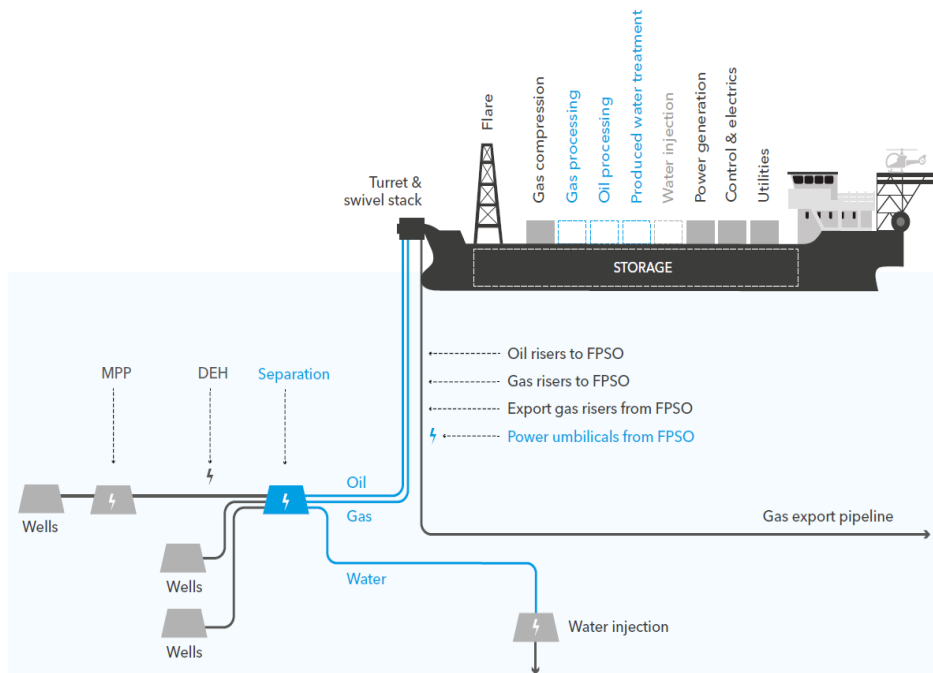 Flare
Gas compression
Gas processing
Oil processing
Produced water treatment
Water injection
Power generation
Control & electrics
Utilities
Turret &
swivel stack
STORAGE
Oil risers to FPSO
Gas risers to FPSO
Export gas risers from FPSO
Power umbilicals from FPSO
MPP
DEH
Separation
Oil
Gas
Wells
Gas export pipeline
Wells
Water
Water injection
Wells